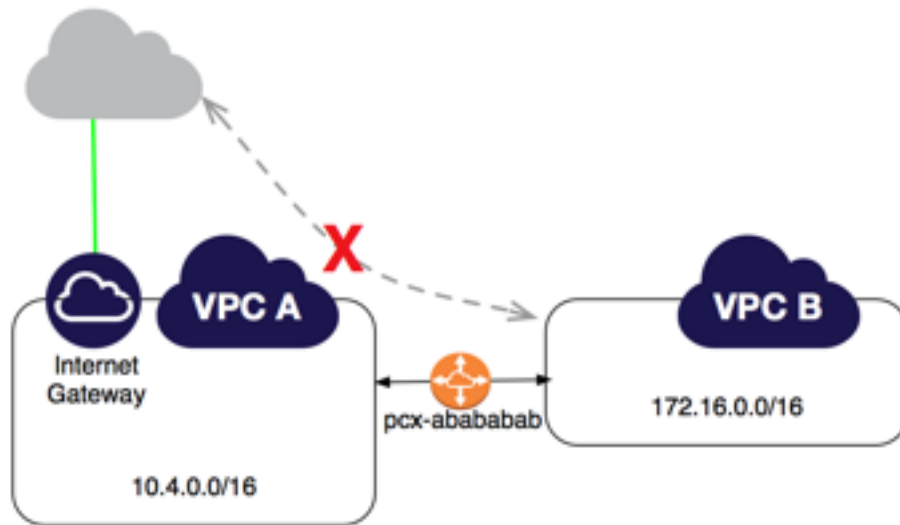 X
VPC A
VPC B
Internet
Gateway
pcx-abababab
172.16.0.0/16
10.4.0.0/16